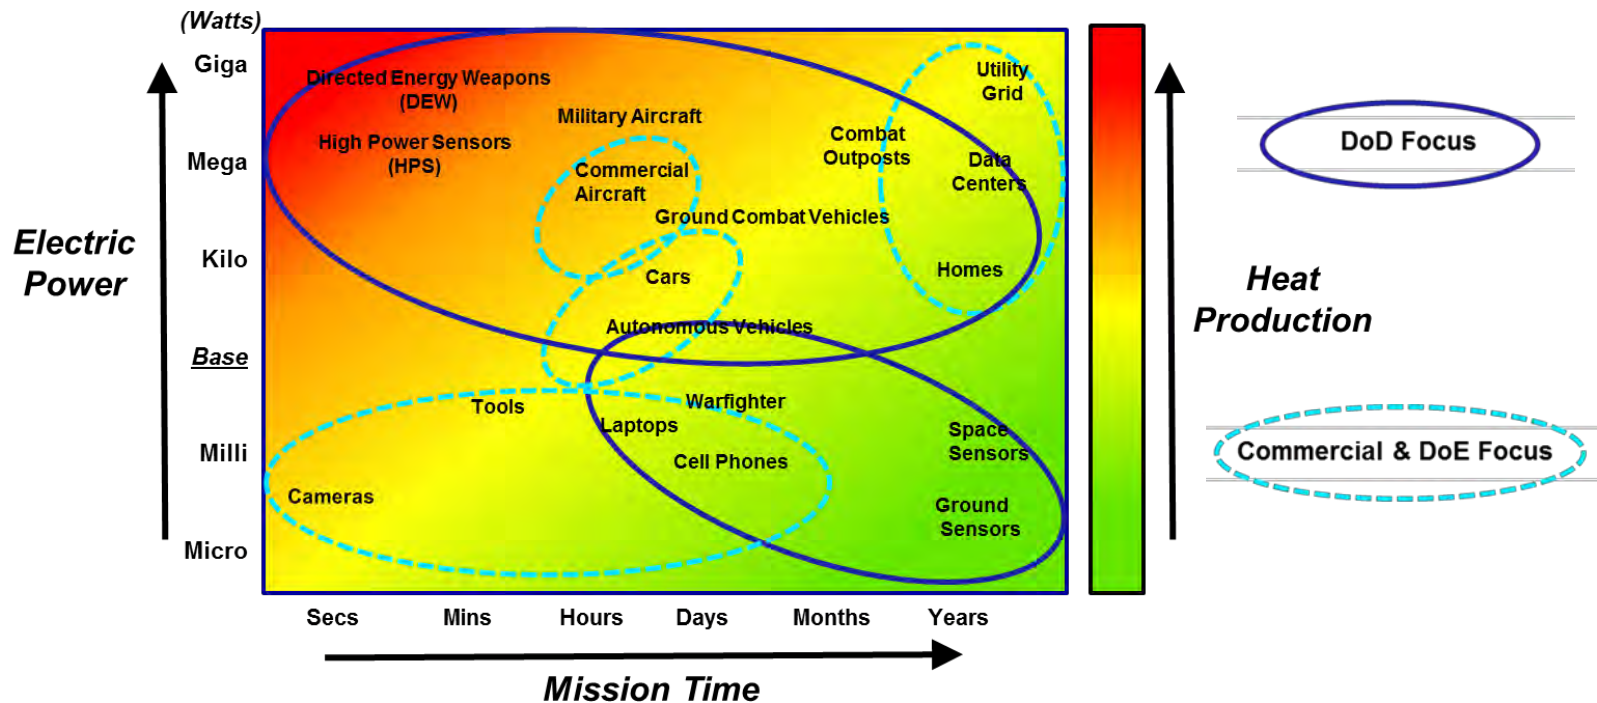 (Watts)
Giga
Mega
Kilo
Base
Milli
Micro
Electric
Power
Directed Energy Weapons
(DEW)
High Power Sensors
(HPS)
Military Aircraft
Commercial
Aircraft
Combat
Outposts
Utility
Grid
Data
Centers
Ground Combat Vehicles
Homes
Cars
Autonomous Vehicles
Tools
Warfighter
Laptops
Cell Phones
Cameras
Space
Sensors
Ground
Sensors
Secs
Mins
Hours
Days
Months
Years
Mission Time
Heat
Production
DoD Focus
Commercial & DoE Focus